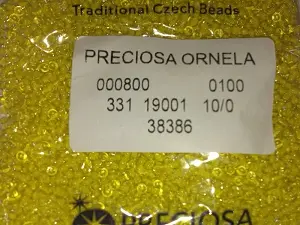 Traditional Czech Beads
PRECIOSA ORNELA
000800 0100
331 19001 10/0
38386
PRECIOSA